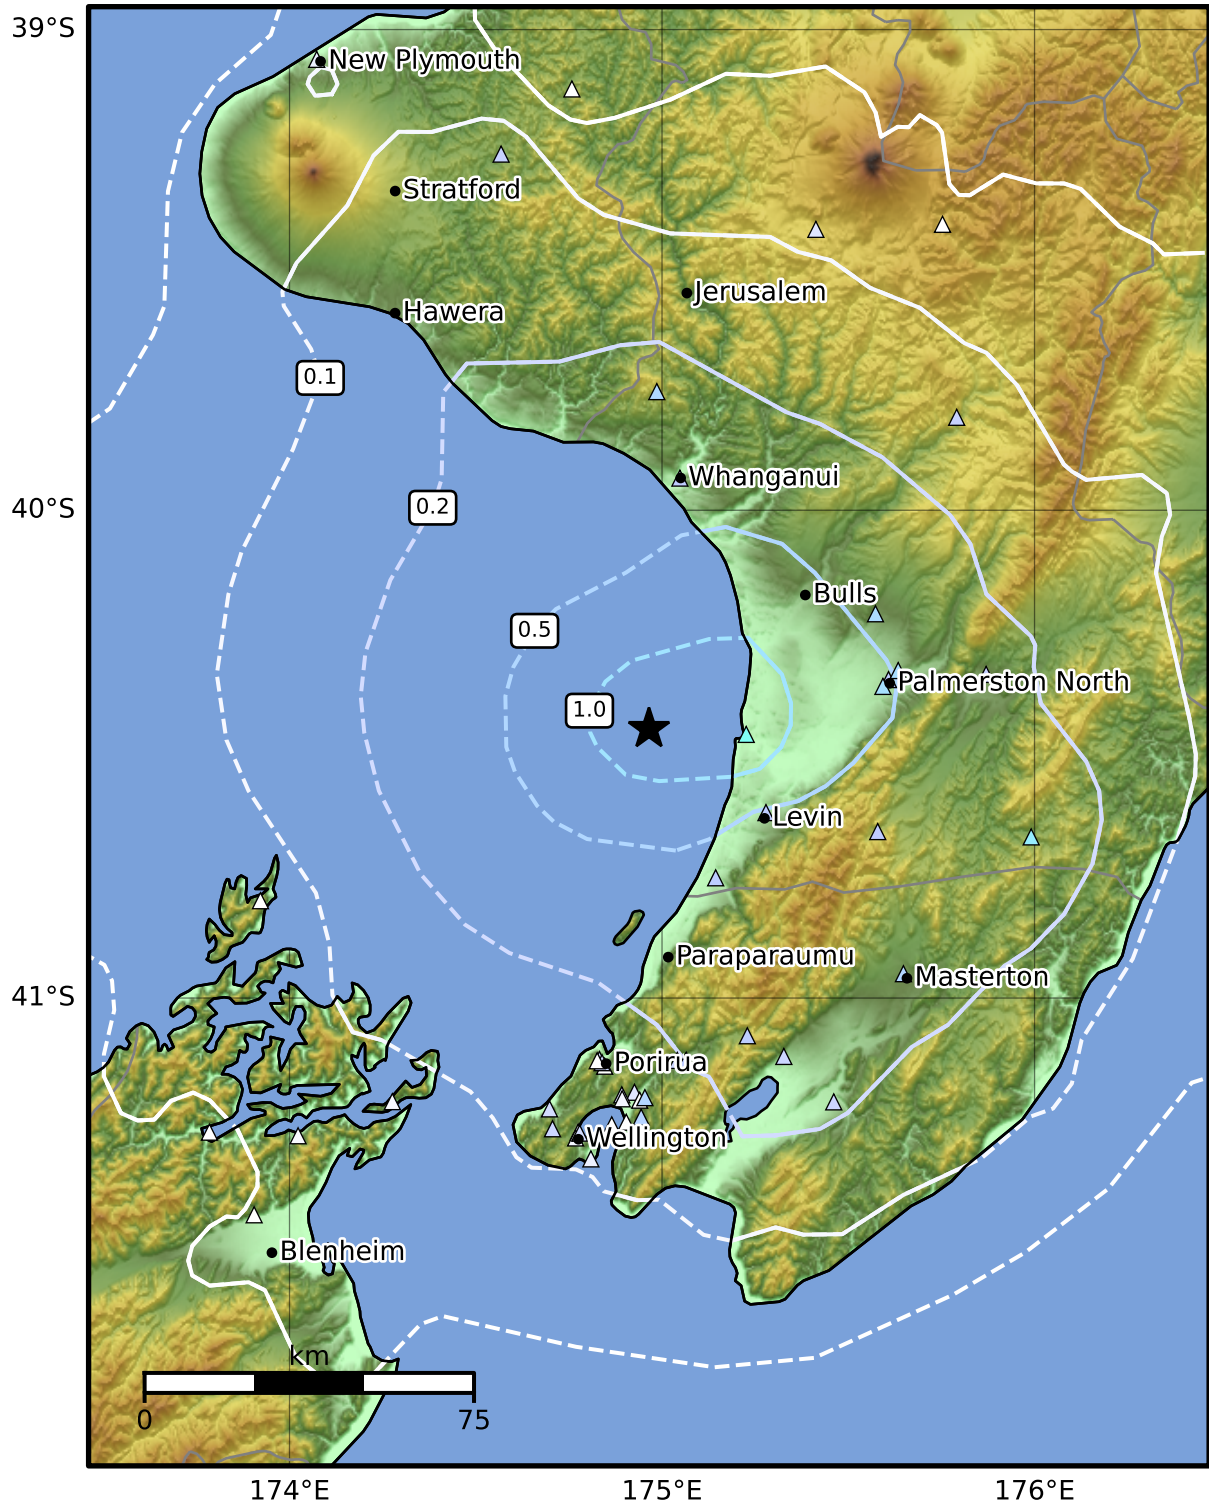 39°S
New Plymouth
Stratford
Jerusalem
Hawera
0.1
Whanganui
0.2
40°S
Bulls
0.5
Palmerston North
1.0
Levin
Paraparaumu
Masterton
41°S
Porirua
Wellington
Blenheim
km
0 75
174°E 175°E 176°E